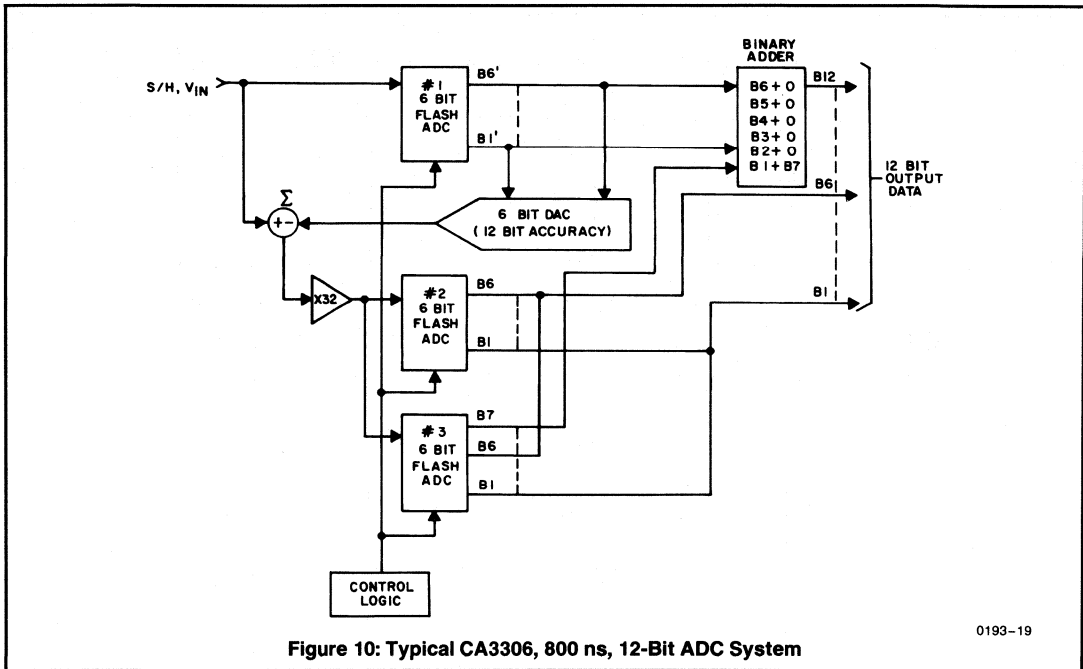 S/H, VIN
#1
6 BIT
FLASH
ADC
B6'
B1'
BINARY
ADDER
B6+0
B5+0
B4+0
B3+0
B2+0
B1+B7
B12
B6
B1
12 BIT
OUTPUT
DATA
Σ
+-
6 BIT DAC
(12 BIT ACCURACY)
X32
#2
6 BIT
FLASH
ADC
B6
B1
#3
6 BIT
FLASH
ADC
B7
B6
B1
CONTROL
LOGIC
0193-19
Figure 10: Typical CA3306, 800 ns, 12-Bit ADC System